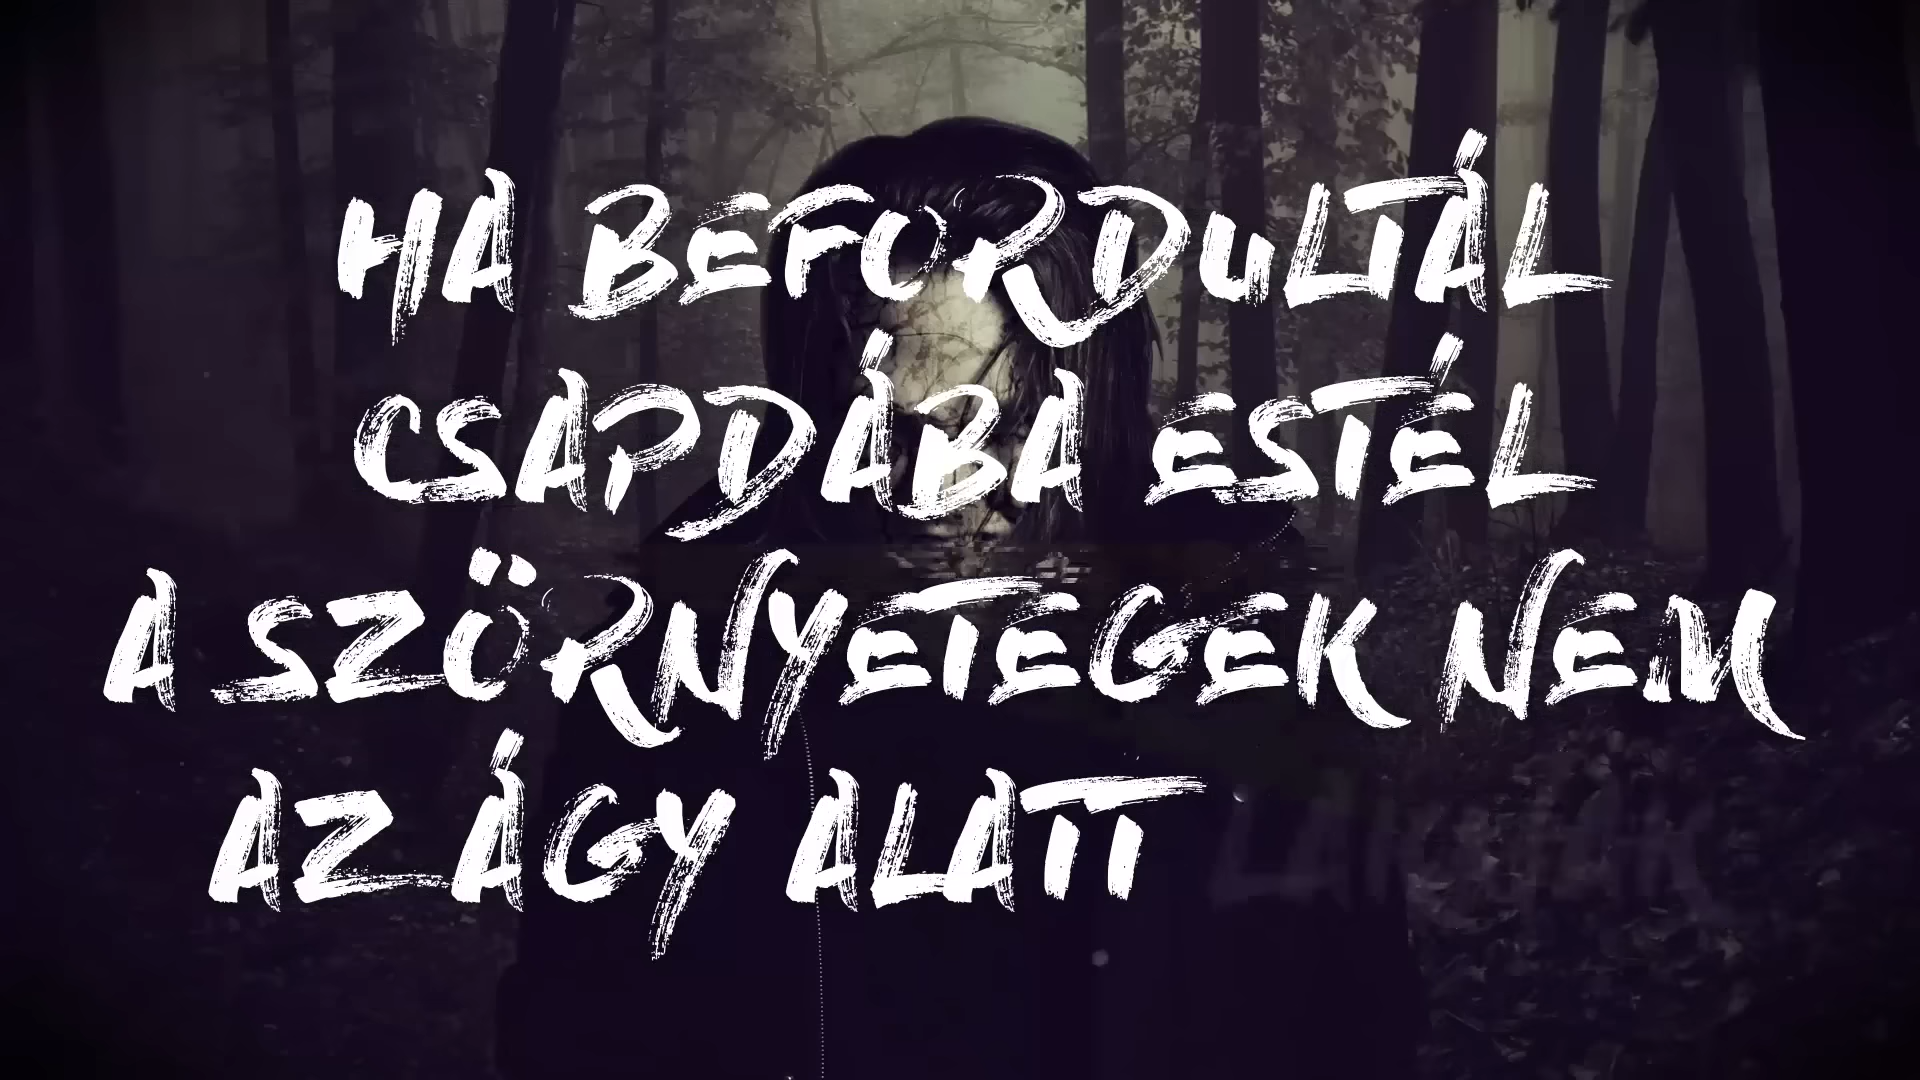 HA BEFORDULTÁL
CSAPDÁBA ESTÉL
A SZÖRNYETEGEK NEM
AZ ÁGY ALATT